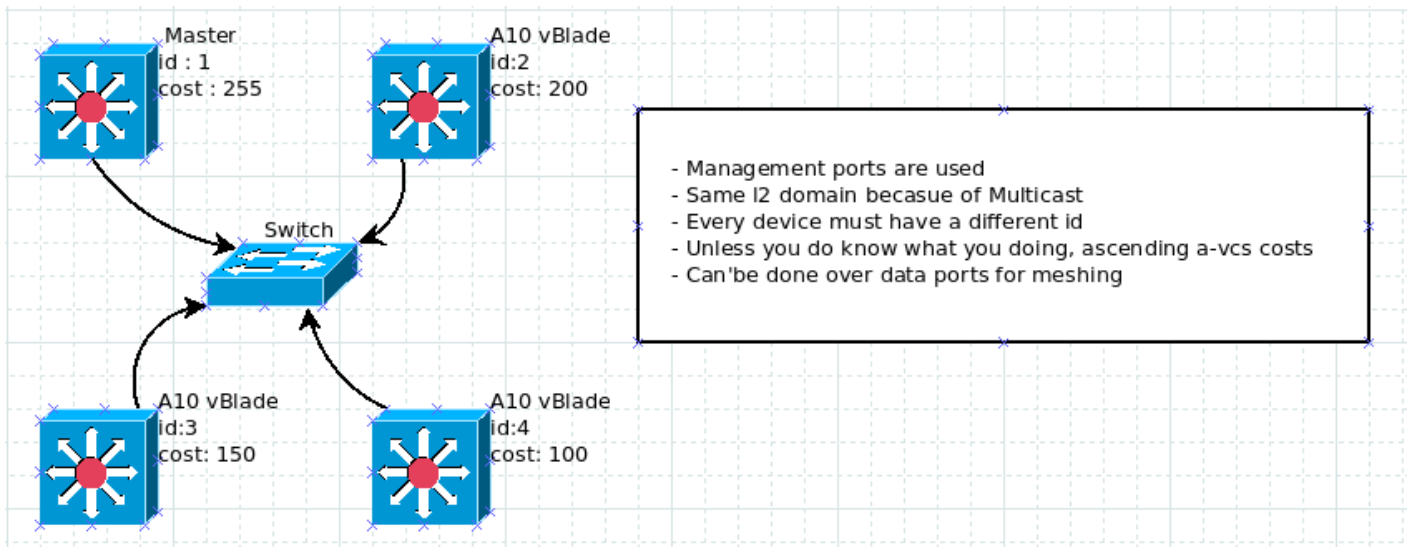 Master
id : 1
cost : 255
A10 vBlade
id:2
cost: 200
Switch
A10 vBlade
id:3
cost: 150
A10 vBlade
id:4
cost: 100
- Management ports are used
- Same l2 domain becasue of Multicast
- Every device must have a different id
- Unless you do know what you doing, ascending a-vcs costs
- Can'be done over data ports for meshing